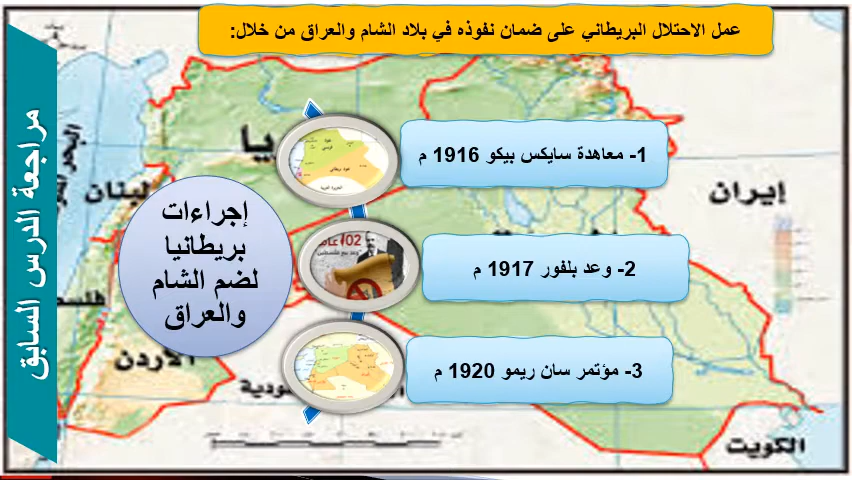 عمل الاحتلال البريطاني على ضمان نفوذه في بلاد الشام والعراق من خلال:
مراجعة الدرس السابق
إجراءات
بريطانيا
لضم الشام
والعراق
1- معاهدة سايكس بيكو 1916 م
2- وعد بلفور 1917 م
3- مؤتمر سان ريمو 1920 م
إيران
لبنان
الأردن
الكويت